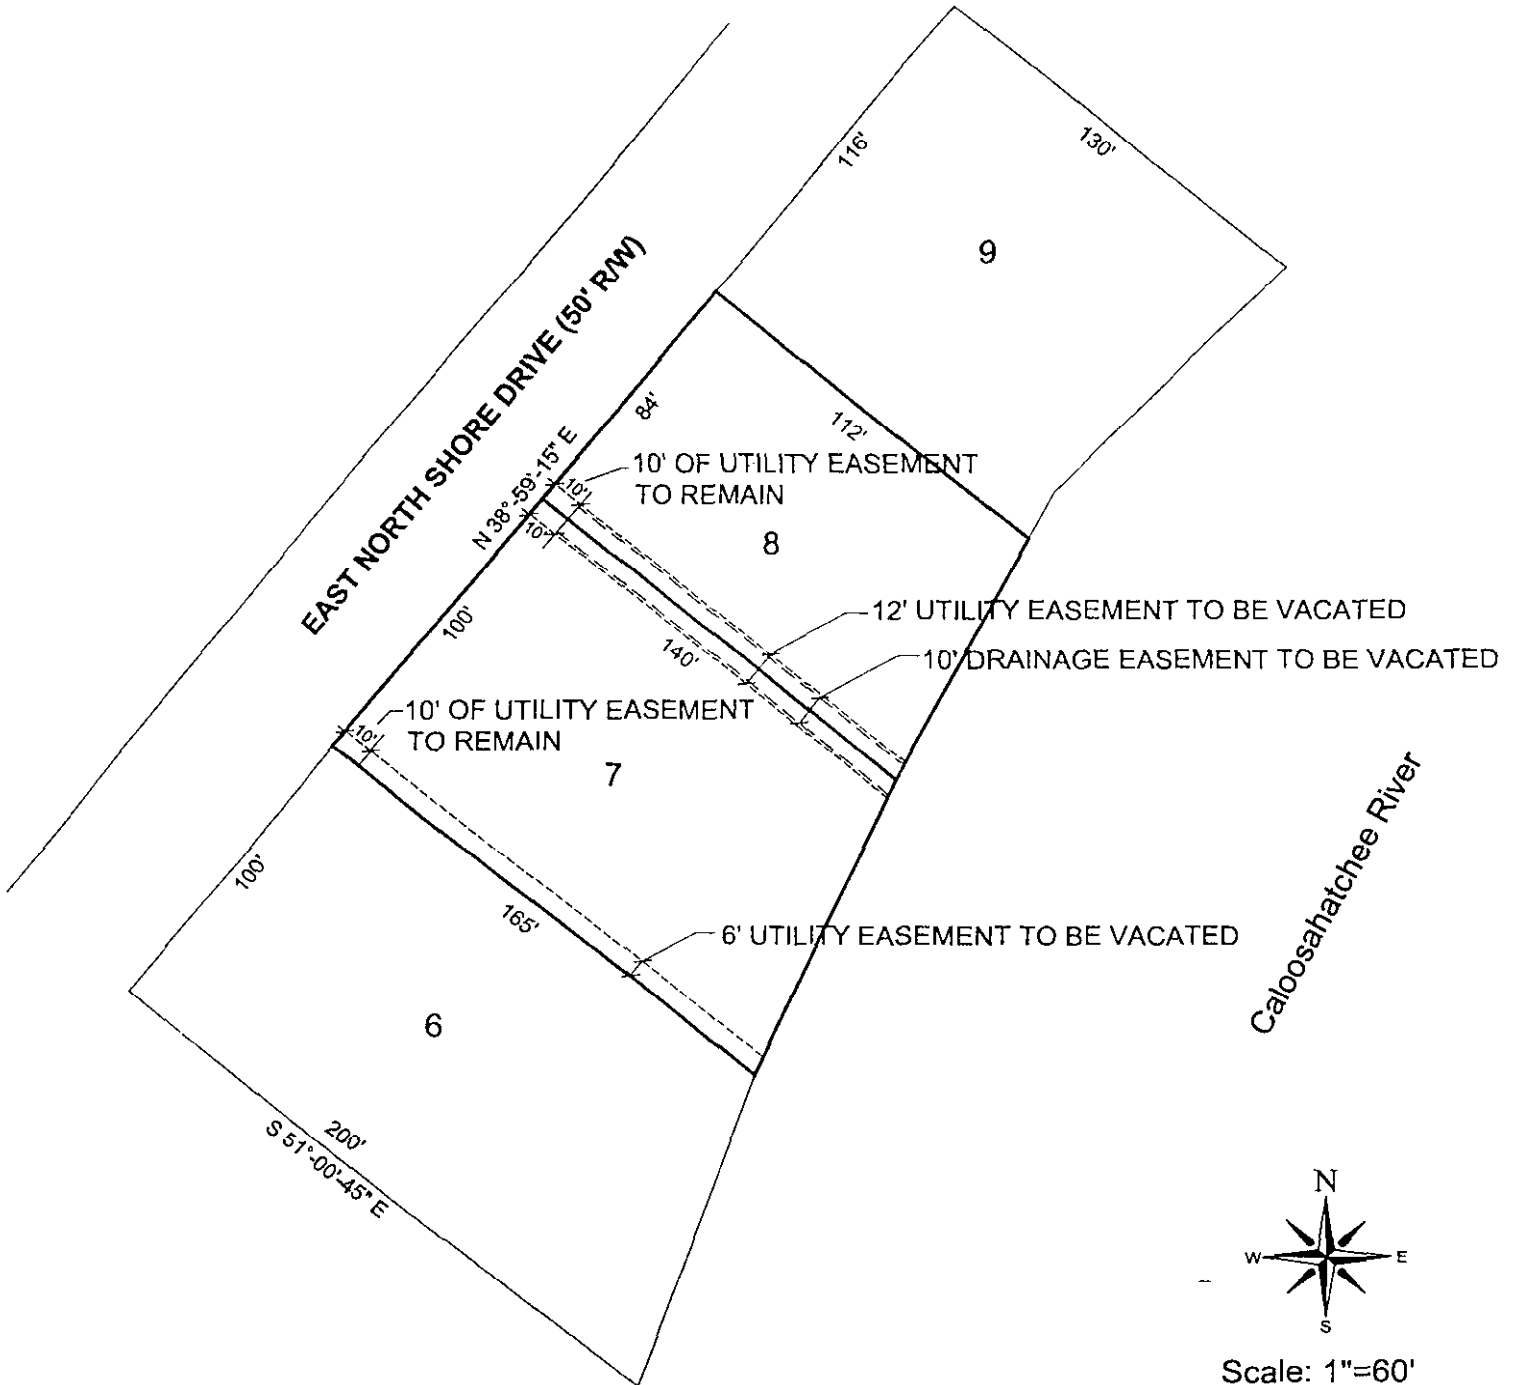 116'
130'
9
EAST NORTH SHORE DRIVE (50' R/W)
84'
112'
N 38°-59'-15" E
10' OF UTILITY EASEMENT
TO REMAIN
10'
10'
8
12' UTILITY EASEMENT TO BE VACATED
100'
140'
10' DRAINAGE EASEMENT TO BE VACATED
10' OF UTILITY EASEMENT
TO REMAIN
10'
7
Caloosahatchee River
100'
165'
6' UTILITY EASEMENT TO BE VACATED
6
200'
S 51°-00'-45" E
N
W
E
S
Scale: 1"=60'